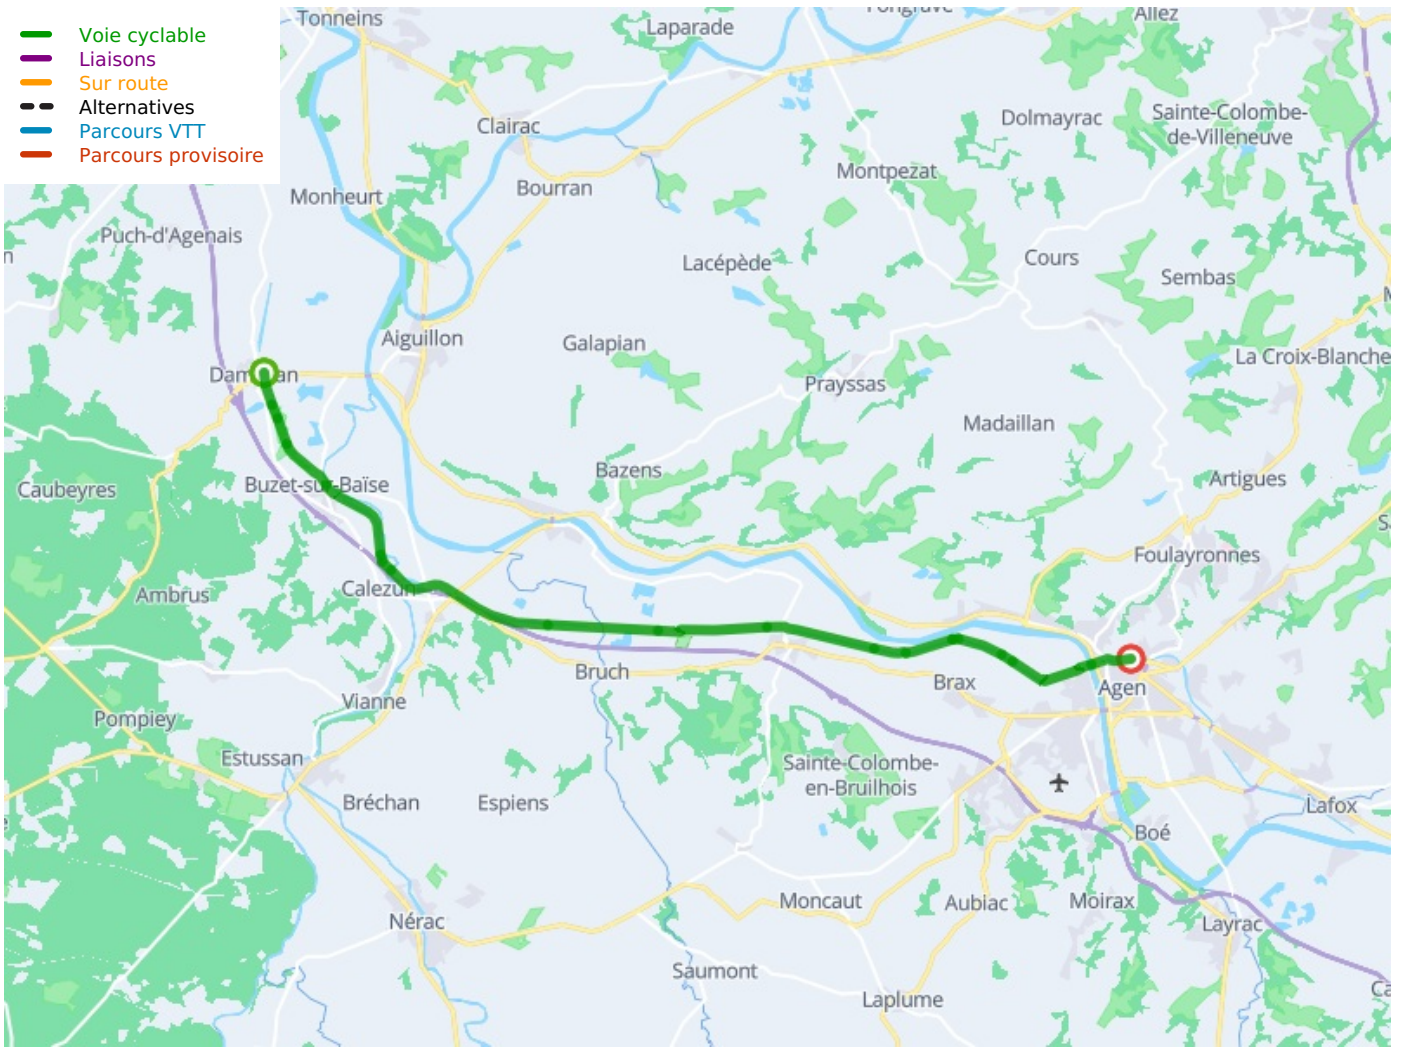 Voie cyclable
Liaisons
Sur route
Alternatives
Parcours VTT
Parcours provisoire
Tonneins
Laparade
Allez
Clairac
Dolmayrac
Sainte-Colombe-
de-Villeneuve
Montpezat
Bourran
Monheurt
Puch-d'Agenais
Lacépède
Cours
Sembas
Aiguillon
Galapian
La Croix-Blanche
Prayssas
Madaillan
Bazens
Artigues
Caubeyres
Buzet-sur-Baïse
Foulayronnes
Ambrus
Bruch
Brax
Agen
Vianne
Pompiey
Estussan
Sainte-Colombe-
en-Bruilhois
Bréchan
Espiens
Lafox
Boé
Moncaut
Aubiac
Moirax
Nérac
Layrac
Saumont
Laplume